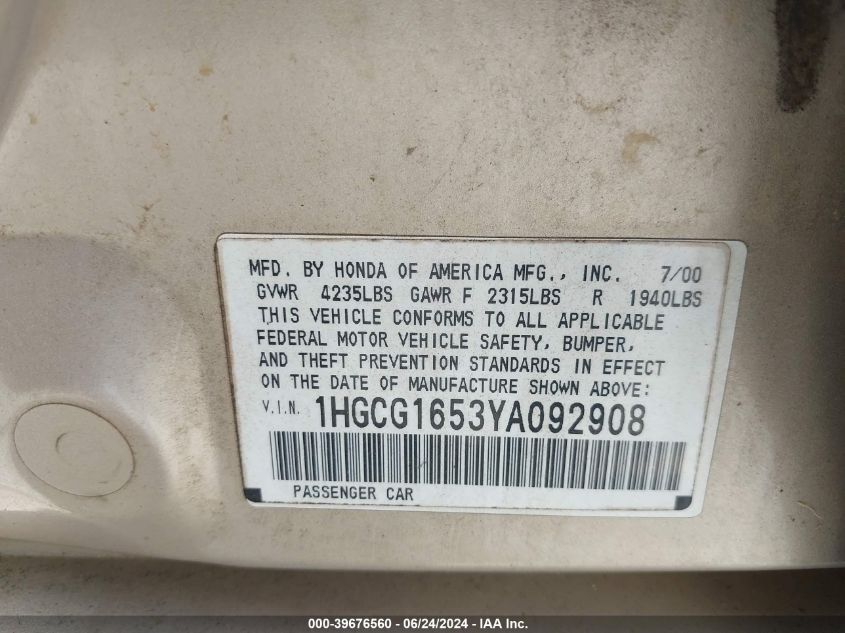 MFD. BY HONDA OF AMERICA MFG., INC. 7/00
GVWR 4235LBS GAWR F 2315LBS R 1940LBS
THIS VEHICLE CONFORMS TO ALL APPLICABLE
FEDERAL MOTOR VEHICLE SAFETY, BUMPER,
AND THEFT PREVENTION STANDARDS IN EFFECT
ON THE DATE OF MANUFACTURE SHOWN ABOVE:
V.I.N. 1HGCG1653YA092908
PASSENGER CAR
000-39676560 - 06/24/2024 - IAA Inc.